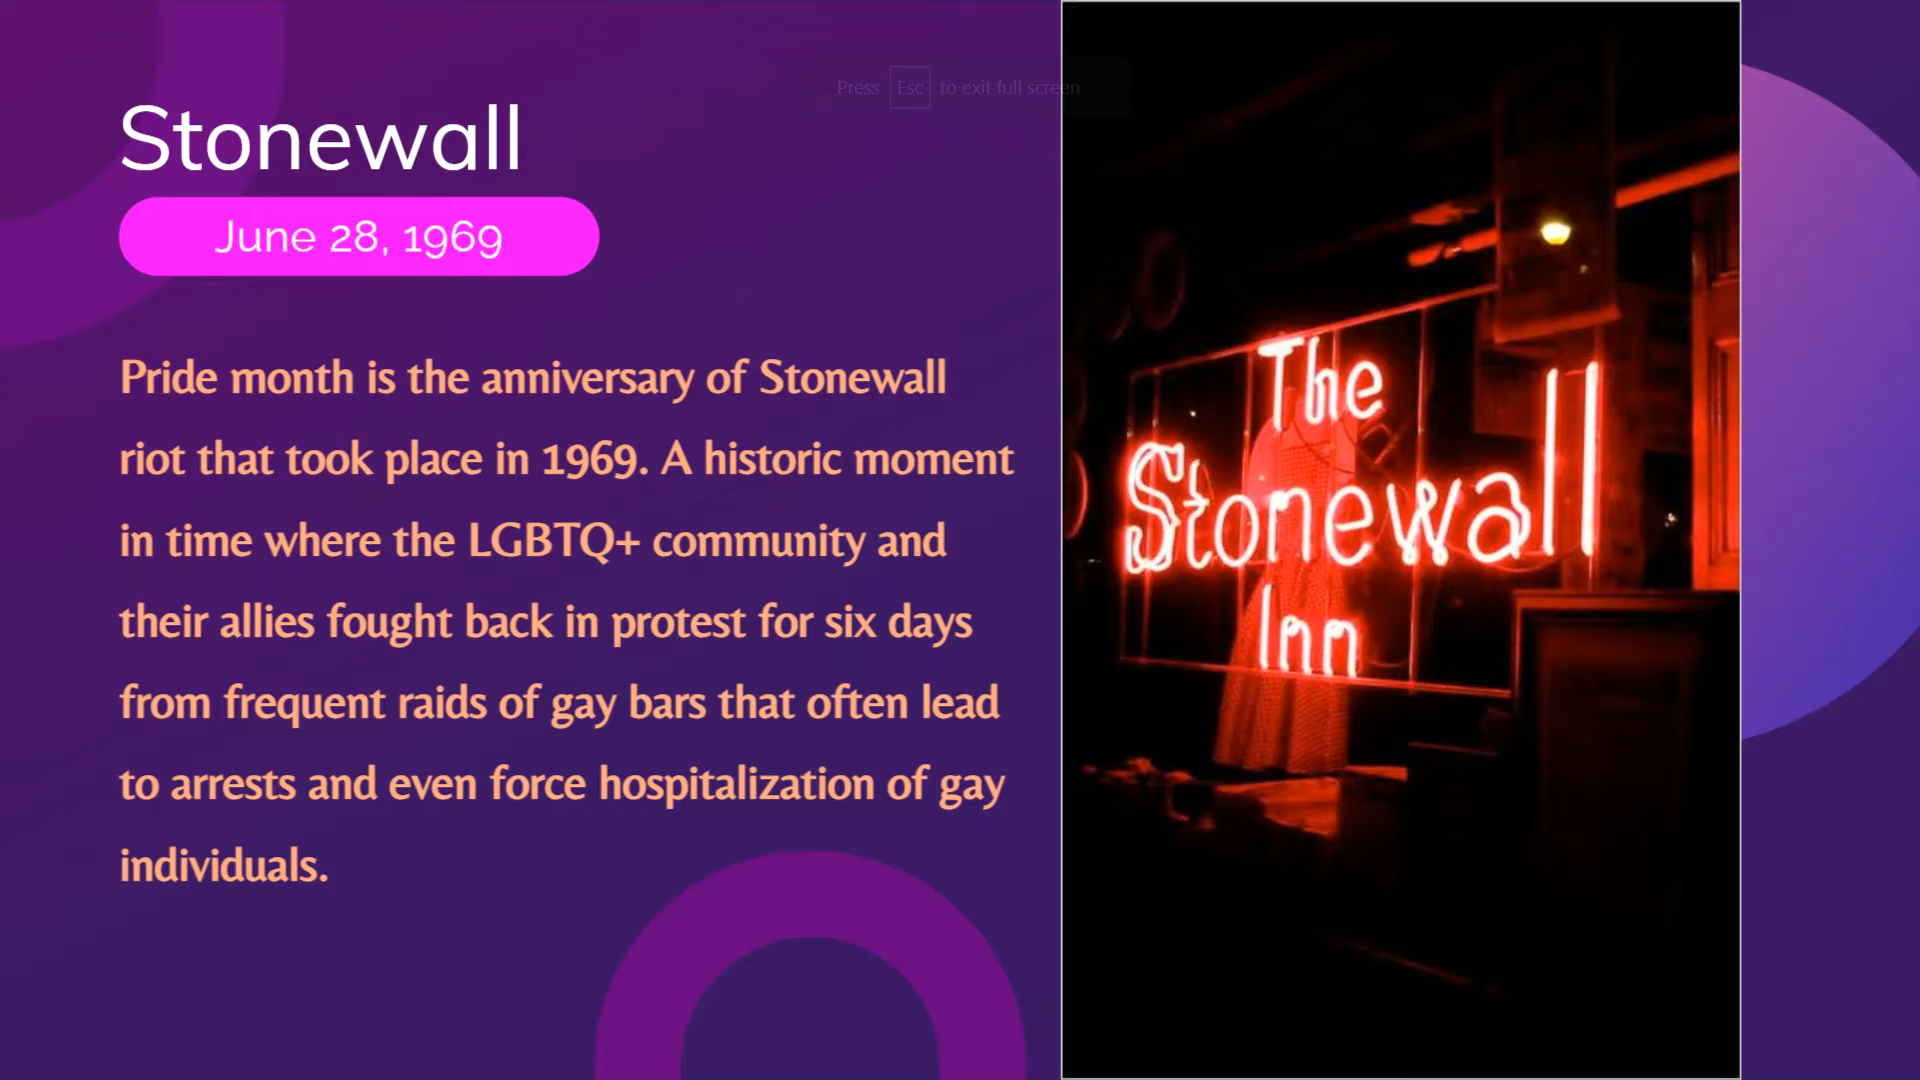 Press Esc to exit full screen
Stonewall
June 28, 1969
Pride month is the anniversary of Stonewall
riot that took place in 1969. A historic moment
in time where the LGBTQ+ community and
their allies fought back in protest for six days
from frequent raids of gay bars that often lead
to arrests and even force hospitalization of gay
individuals.
The
Stonewall
Inn